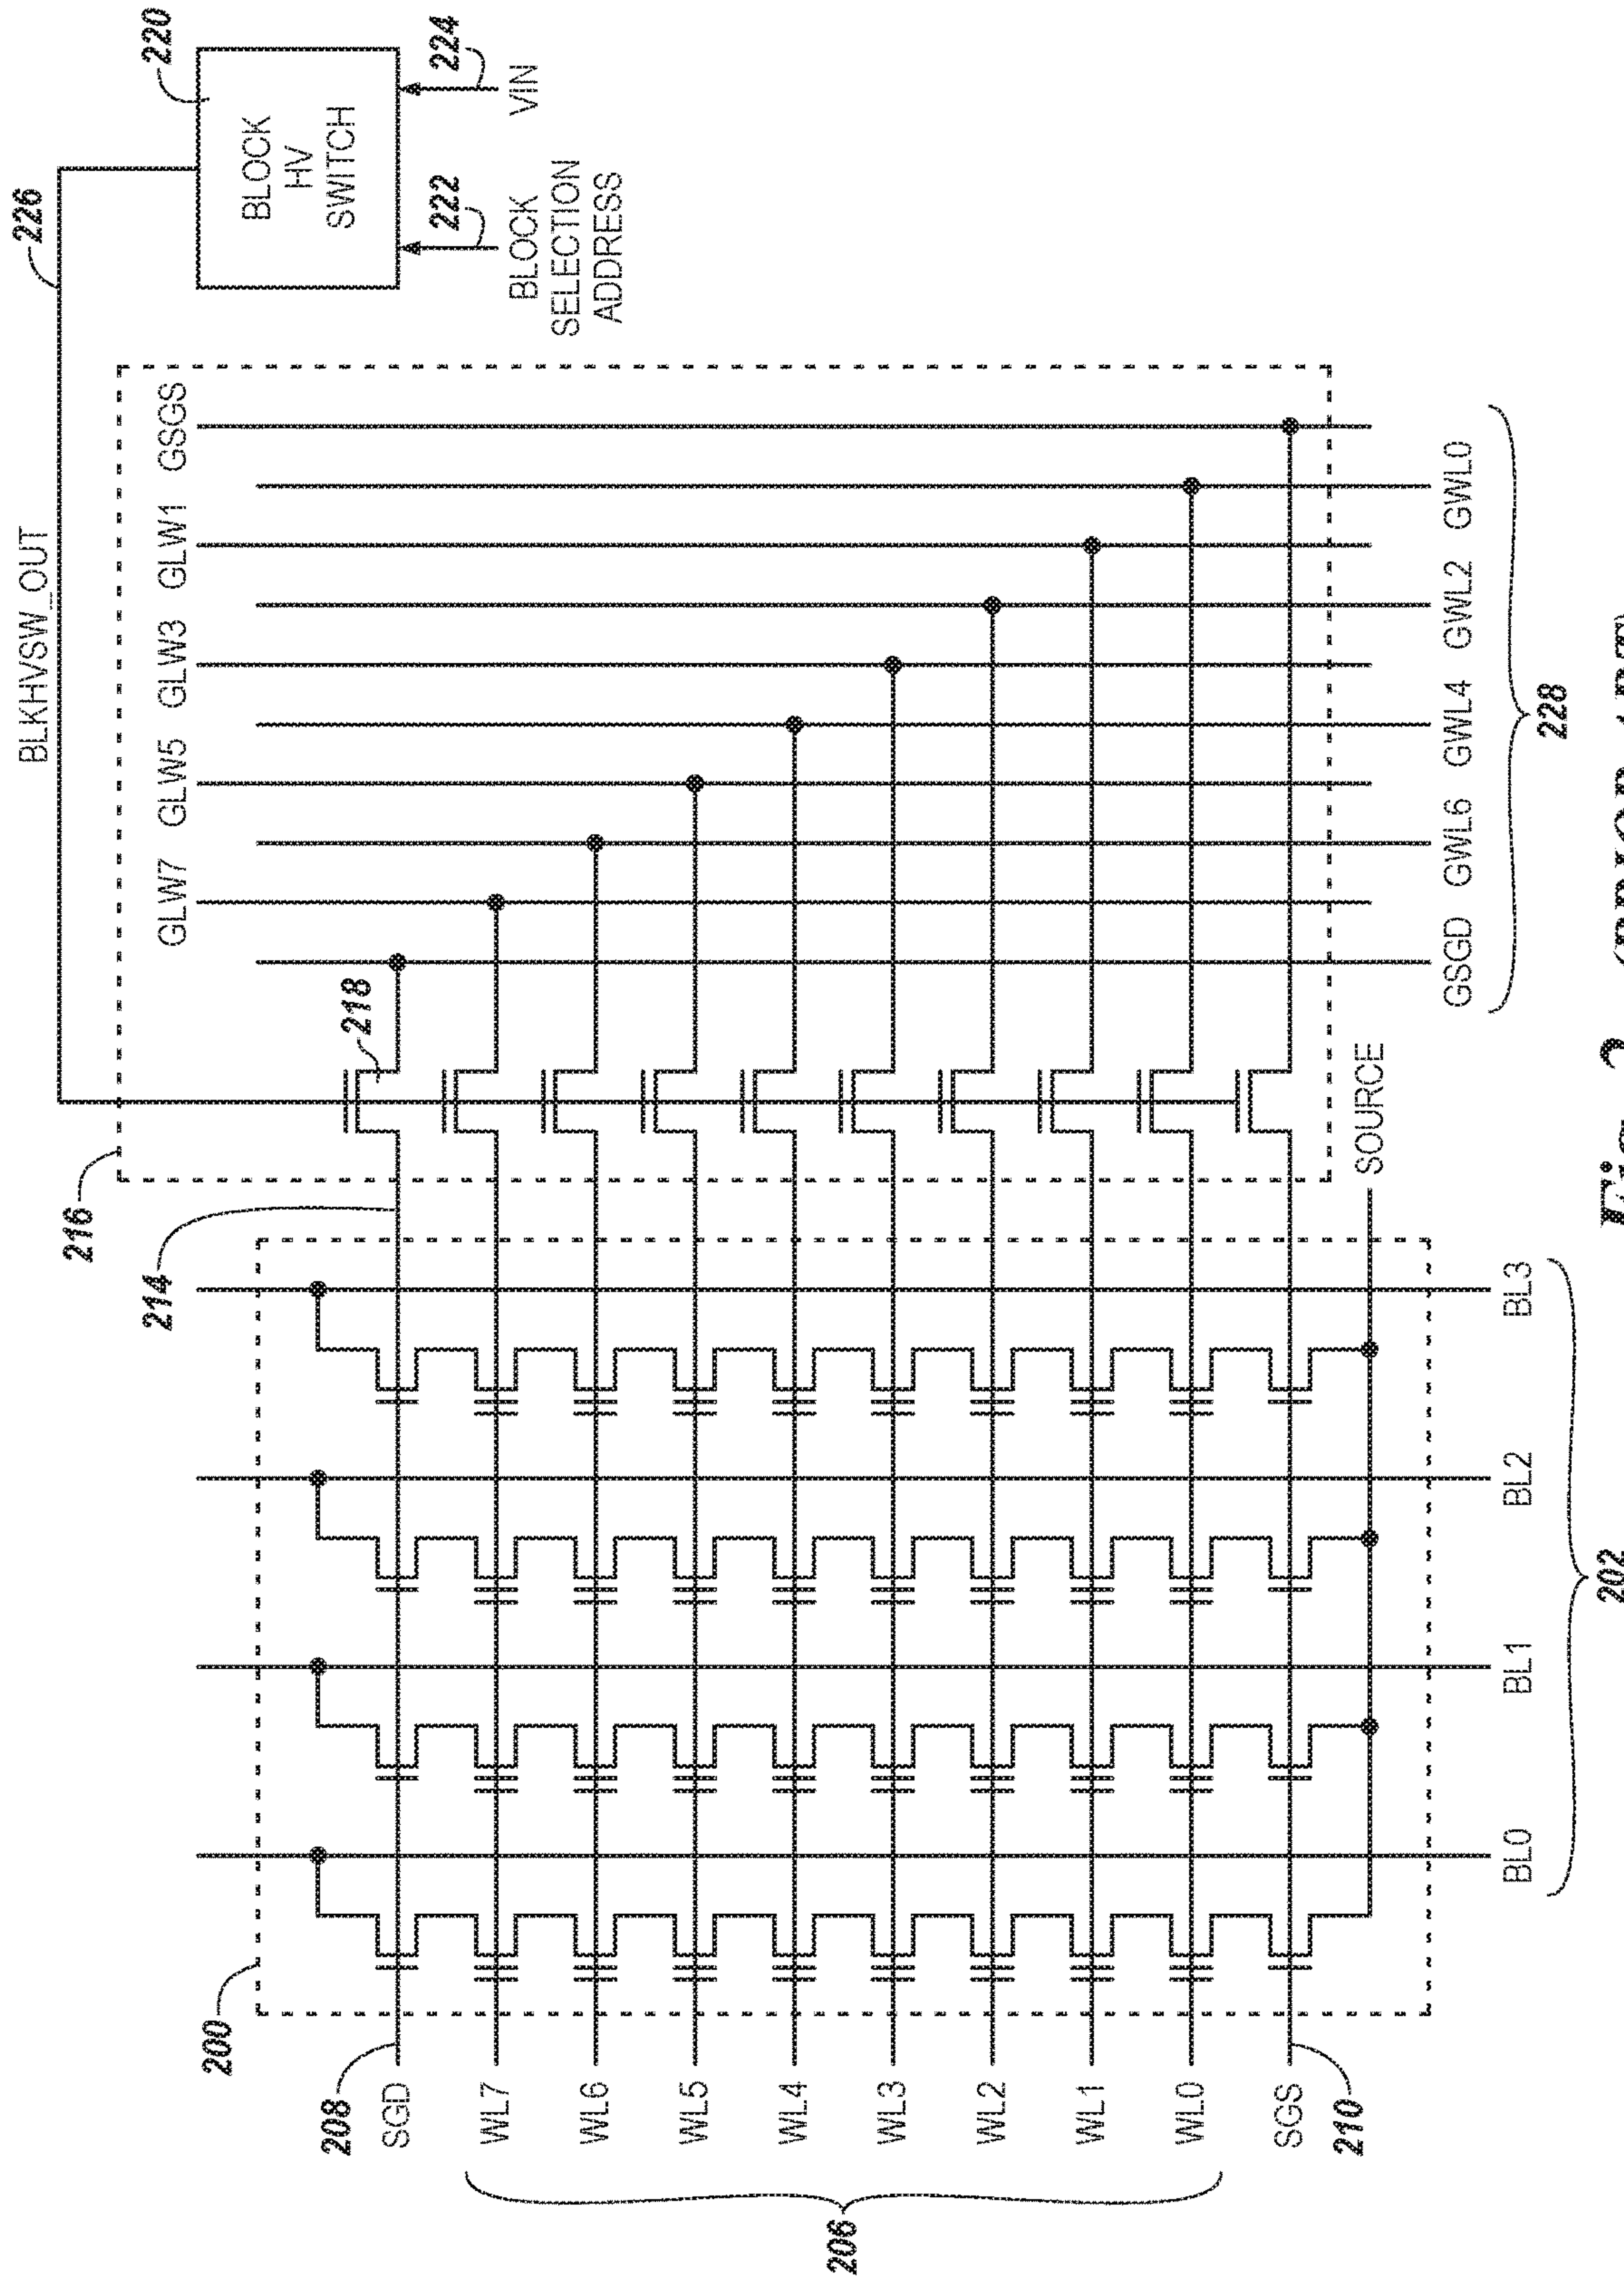 BLKHVSW_OUT
226
220
BLOCK
HV
SWITCH
222
224
BLOCK
SELECTION
ADDRESS
VIN
216
214
218
GLW7
GLW5
GLW3
GLW1
GSGS
200
208
SGD
WL7
WL6
WL5
WL4
WL3
WL2
WL1
WL0
SGS
210
206
SOURCE
GSGD
GWL6
GWL4
GWL2
GWL0
228
BL0
BL1
BL2
BL3
202
Fig. 2